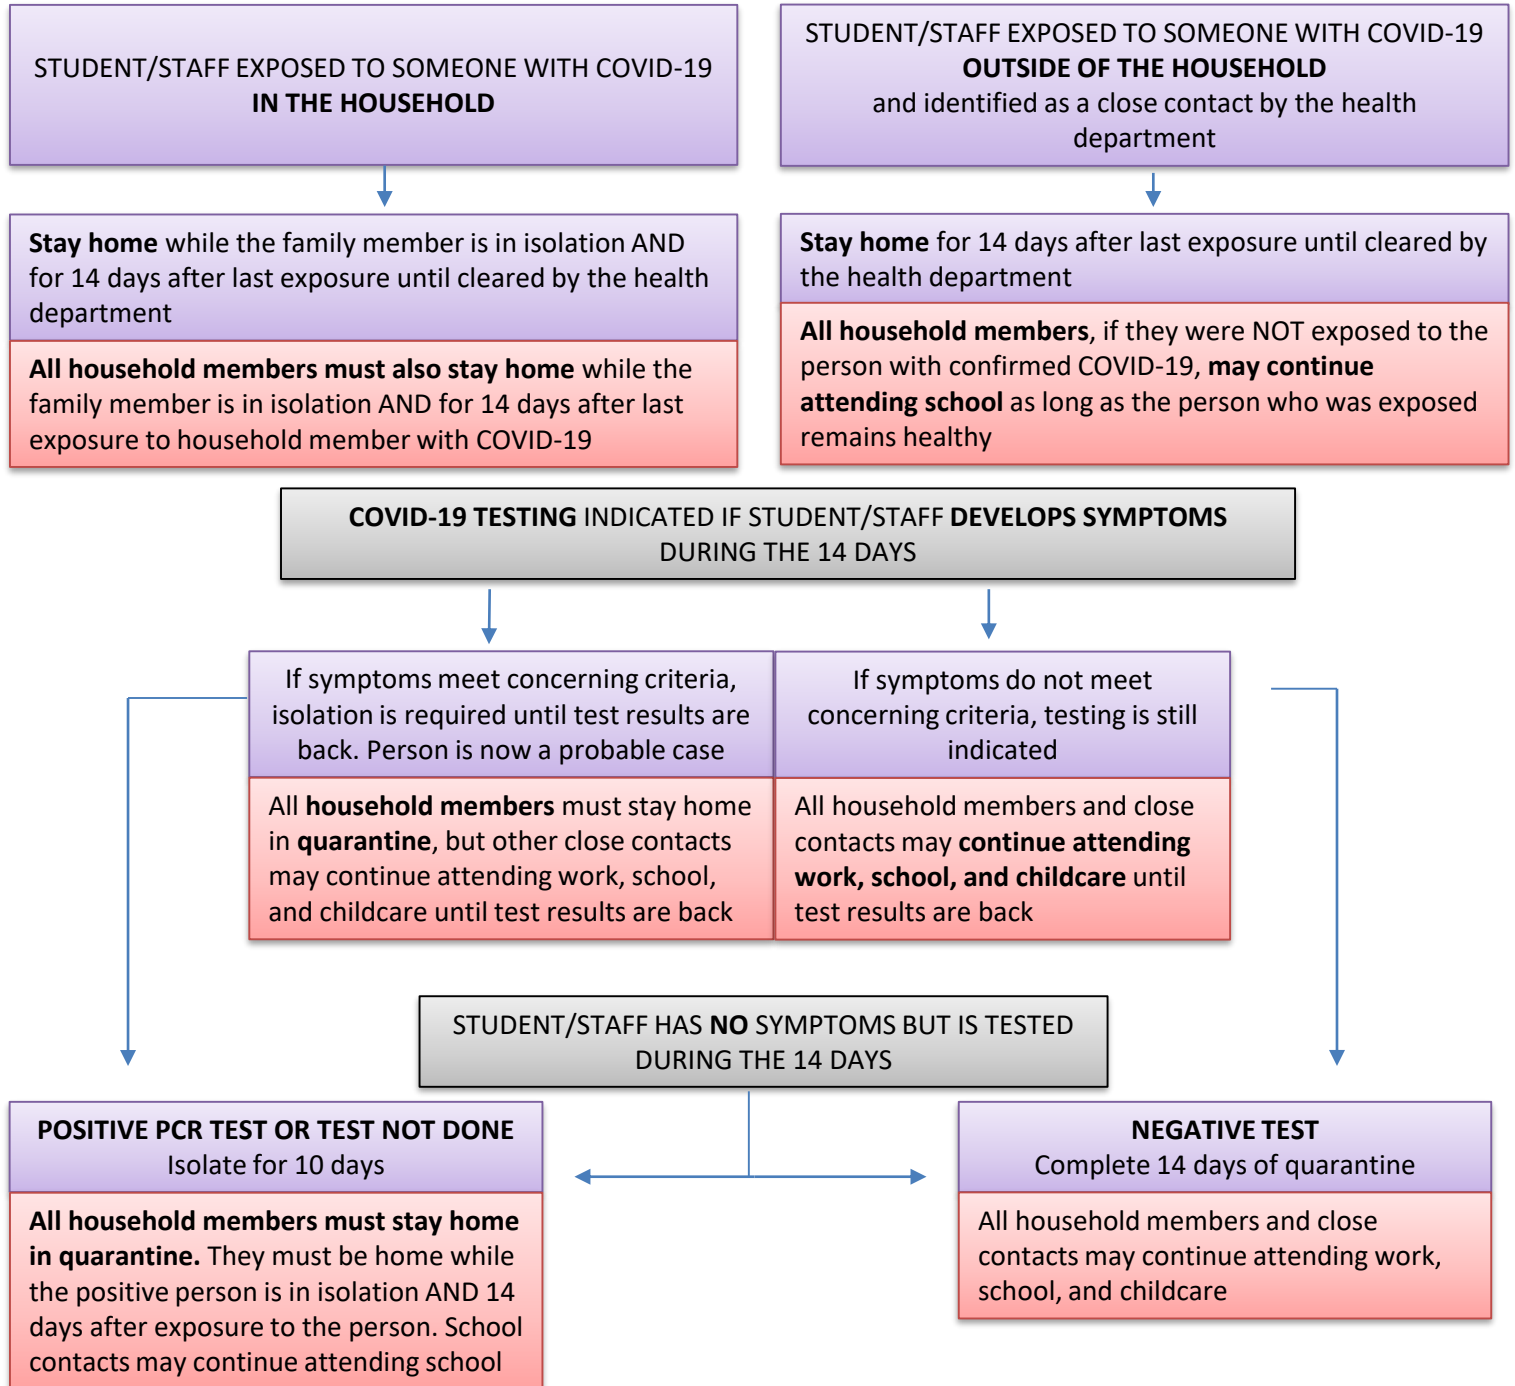 STUDENT/STAFF EXPOSED TO SOMEONE WITH COVID-19
IN THE HOUSEHOLD
STUDENT/STAFF EXPOSED TO SOMEONE WITH COVID-19
OUTSIDE OF THE HOUSEHOLD
and identified as a close contact by the health
department
Stay home while the family member is in isolation AND
for 14 days after last exposure until cleared by the health
department
All household members must also stay home while the
family member is in isolation AND for 14 days after last
exposure to household member with COVID-19
Stay home for 14 days after last exposure until cleared by
the health department
All household members, if they were NOT exposed to the
person with confirmed COVID-19, may continue
attending school as long as the person who was exposed
remains healthy
COVID-19 TESTING INDICATED IF STUDENT/STAFF DEVELOPS SYMPTOMS
DURING THE 14 DAYS
If symptoms meet concerning criteria,
isolation is required until test results are
back. Person is now a probable case
All household members must stay home
in quarantine, but other close contacts
may continue attending work, school,
and childcare until test results are back
If symptoms do not meet
concerning criteria, testing is still
indicated
All household members and close
contacts may continue attending
work, school, and childcare until
test results are back
STUDENT/STAFF HAS NO SYMPTOMS BUT IS TESTED
DURING THE 14 DAYS
POSITIVE PCR TEST OR TEST NOT DONE
Isolate for 10 days
All household members must stay home
in quarantine. They must be home while
the positive person is in isolation AND 14
days after exposure to the person. School
contacts may continue attending school
NEGATIVE TEST
Complete 14 days of quarantine
All household members and close
contacts may continue attending work,
school, and childcare